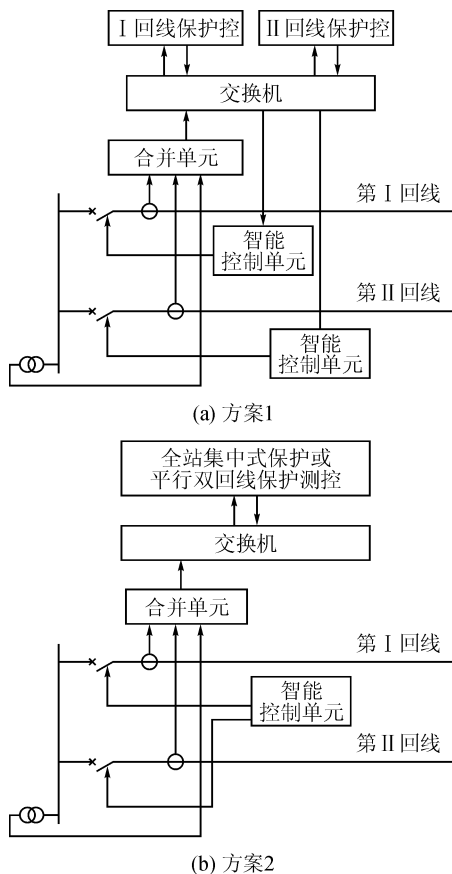 Ⅰ回线保护控
Ⅱ回线保护控
交换机
合并单元
第Ⅰ回线
智能
控制单元
第Ⅱ回线
智能
控制单元
(a) 方案1
全站集中式保护或
平行双回线保护测控
交换机
合并单元
第Ⅰ回线
智能
控制单元
第Ⅱ回线
(b) 方案2